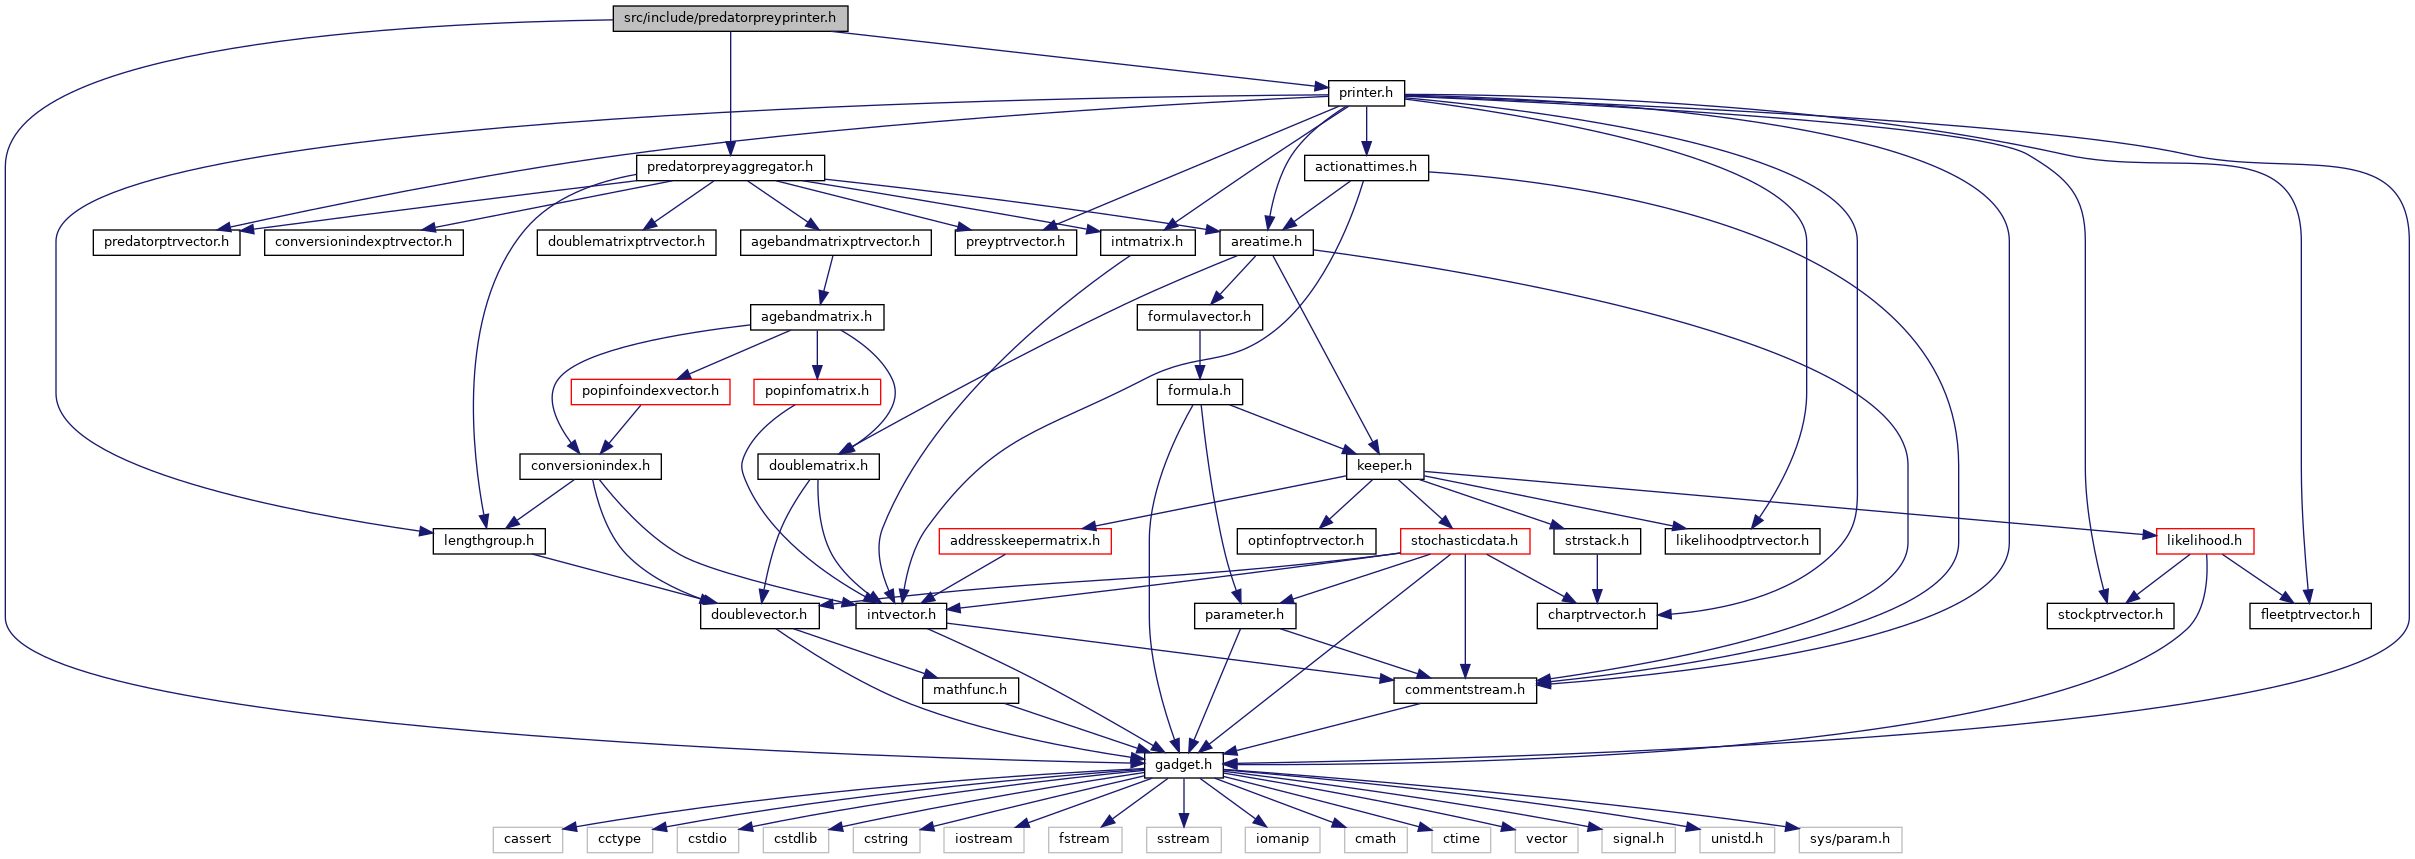 src/include/predatorpreyprinter.h
printer.h
predatorpreyaggregator.h
actionattimes.h
predatorptrvector.h
conversionindexptrvector.h
doublematrixptrvector.h
agebandmatrixptrvector.h
preyptrvector.h
intmatrix.h
areatime.h
agebandmatrix.h
formulavector.h
popinfoindexvector.h
popinfomatrix.h
formula.h
conversionindex.h
doublematrix.h
keeper.h
lengthgroup.h
addresskeepermatrix.h
optinfoptrvector.h
stochasticdata.h
strstack.h
likelihoodptrvector.h
likelihood.h
doublevector.h
intvector.h
parameter.h
charptrvector.h
stockptrvector.h
fleetptrvector.h
mathfunc.h
commentstream.h
gadget.h
cassert
cctype
cstdio
cstdlib
cstring
iostream
fstream
sstream
iomanip
cmath
ctime
vector
signal.h
unistd.h
sys/param.h